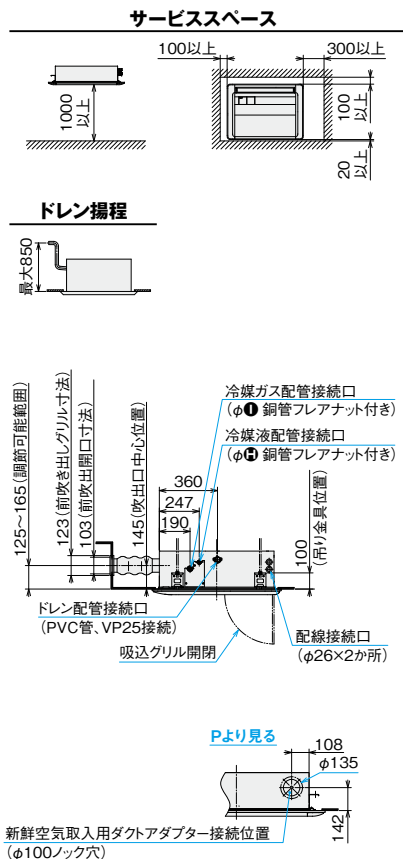 サービススペース
100以上
300以上
1000
以上
100
以上
20
以上
ドレン揚程
最大850
125～165(調節可能範囲)
123(前吹き出しグリル寸法)
103(前吹出開口寸法)
145(吹出口中心位置)
冷媒ガス配管接続口
(φI 銅管フレアナット付き)
冷媒液配管接続口
(φH 銅管フレアナット付き)
360
247
190
100
(吊り金具位置)
ドレン配管接続口
(PVC管、VP25接続)
吸込グリル開閉
配線接続口
(φ26×2か所)
Pより見る
108
φ135
142
新鮮空気取入用ダクトアダプター接続位置
(φ100ノック穴)